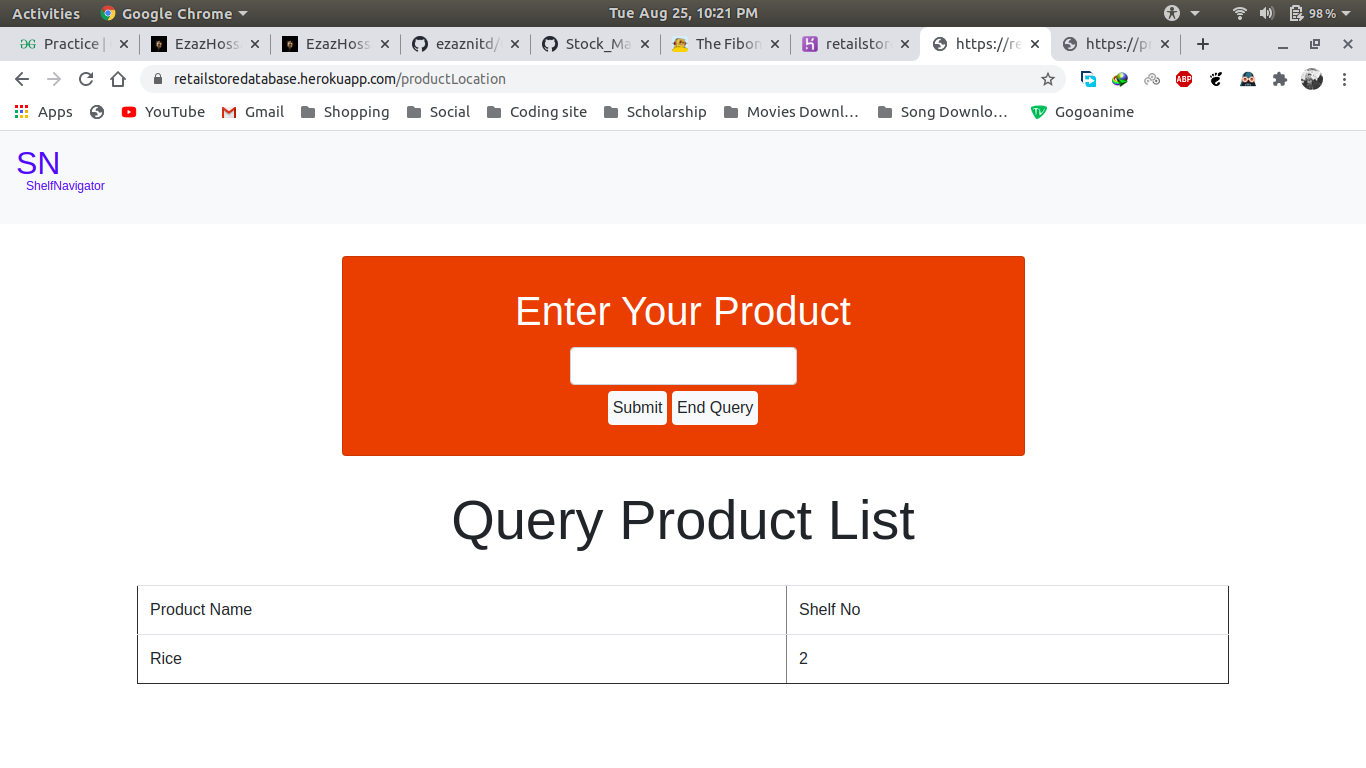 Activities Google Chrome Tue Aug 25, 10:21 PM 98%
Practice | EzazHoss EzazHoss ezaznitd/ Stock_Ma The Fibon retailstor https://re https://pr
retailstoredatabase.herokuapp.com/productLocation ABP
Apps YouTube Gmail Shopping Social Coding site Scholarship Movies Downl... Song Downlo... TV Gogoanime
SN
ShelfNavigator
Enter Your Product
Submit End Query
Query Product List
Product Name Shelf No
Rice 2